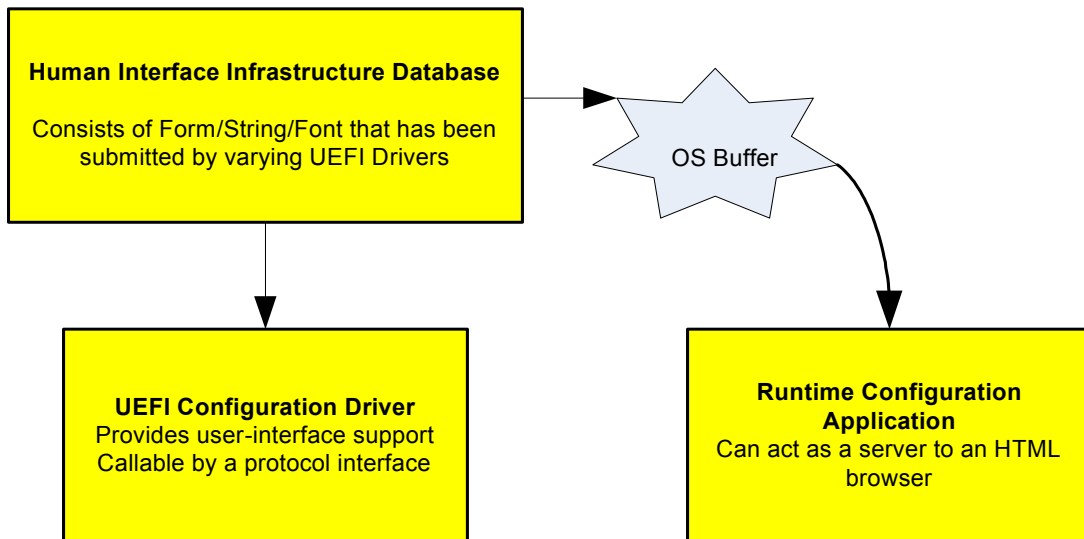 Human Interface Infrastructure Database
Consists of Form/String/Font that has been
submitted by varying UEFI Drivers
OS Buffer
UEFI Configuration Driver
Provides user-interface support
Callable by a protocol interface
Runtime Configuration
Application
Can act as a server to an HTML
browser